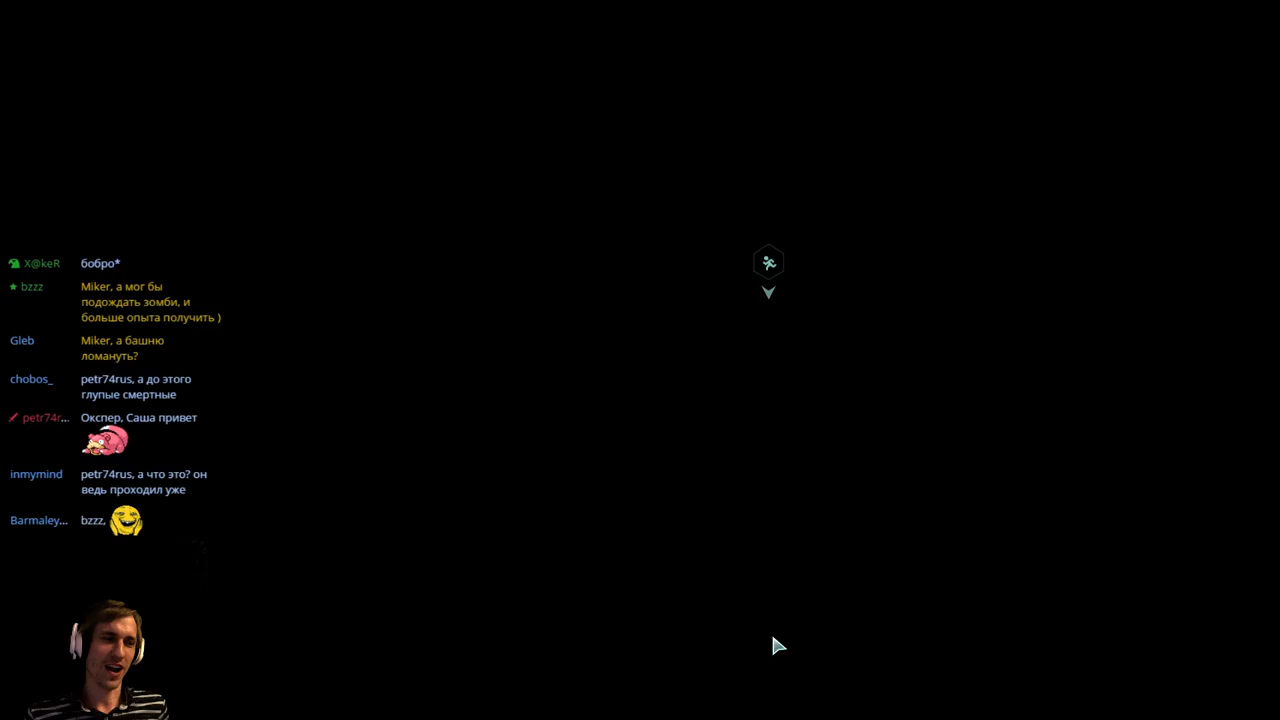 X@keR бобро*
bzzz Miker, а мог бы
подождать зомби, и
больше опыта получить )
Gleb Miker, а башню
ломануть?
chobos_ petr74rus, а до этого
глупые смертные
petr74r... Окспер, Саша привет
inmymind petr74rus, а что это? он
ведь проходил уже
Barmaley... bzzz,